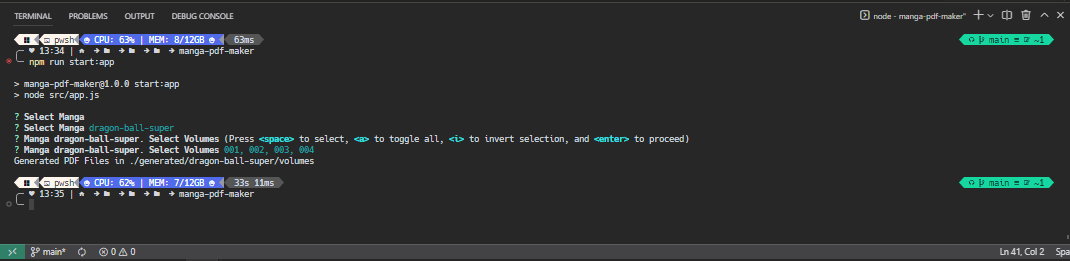 TERMINAL PROBLEMS OUTPUT DEBUG CONSOLE node - manga-pdf-maker*
pwsh CPU: 63% | MEM: 8/12GB 63ms main ≡ ~1
♥ 13:34 | → → → → manga-pdf-maker
npm run start:app
> manga-pdf-maker@1.0.0 start:app
> node src/app.js
? Select Manga
? Select Manga dragon-ball-super
? Manga dragon-ball-super. Select Volumes (Press <space> to select, <a> to toggle all, <i> to invert selection, and <enter> to proceed)
? Manga dragon-ball-super. Select Volumes 001, 002, 003, 004
Generated PDF Files in ./generated/dragon-ball-super/volumes
pwsh CPU: 62% | MEM: 7/12GB 33s 11ms main ≡ ~1
♥ 13:35 | → → → → manga-pdf-maker
main* 0 0 Ln 41, Col 2 Spa